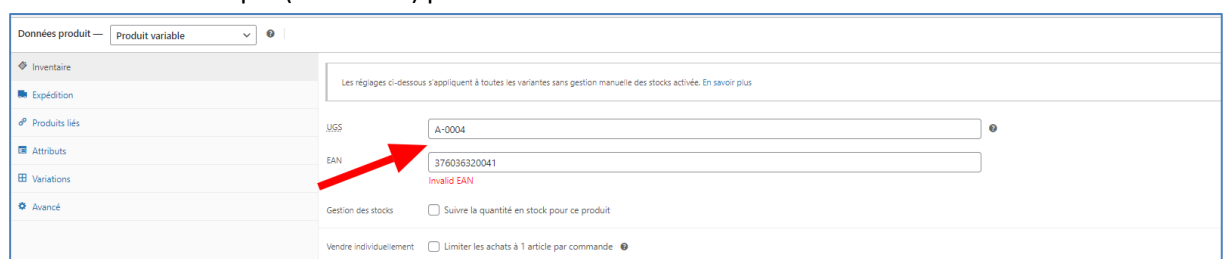 Données produit — Produit variable
Inventaire
Expédition
Produits liés
Attributs
Variations
Avancé
Les réglages ci-dessous s'appliquent à toutes les variantes sans gestion manuelle des stocks activée. En savoir plus
UGS A-0004
EAN 376036320041
Invalid EAN
Gestion des stocks Suivre la quantité en stock pour ce produit
Vendre individuellement Limiter les achats à 1 article par commande